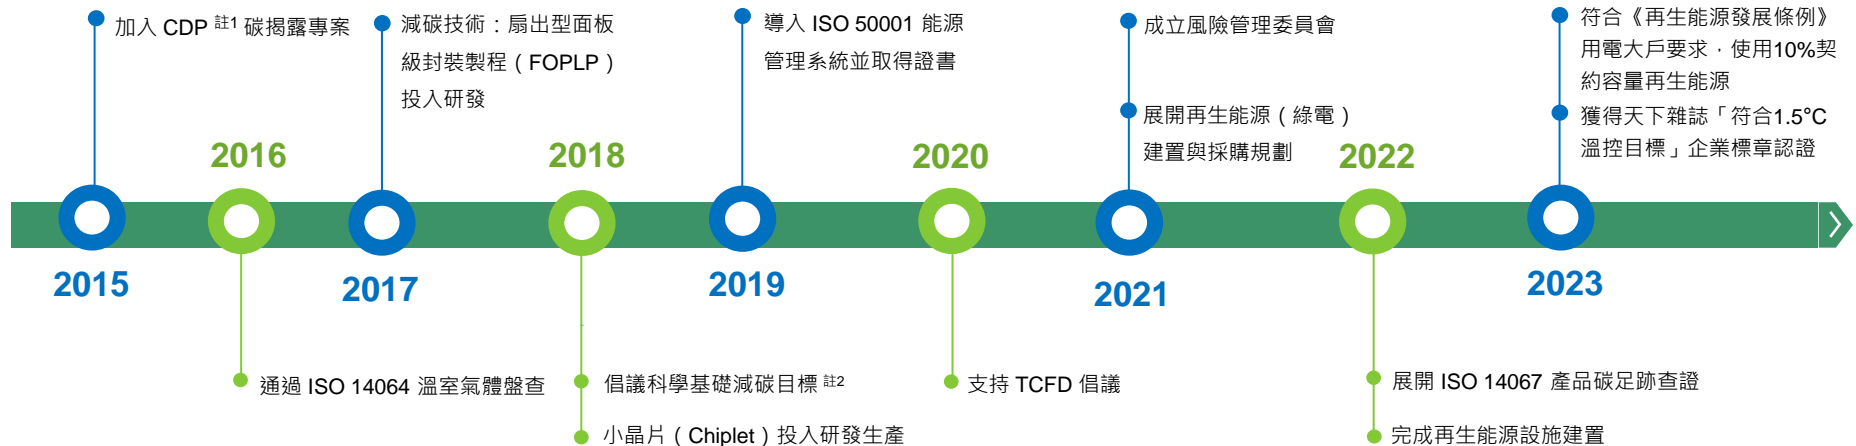 加入 CDP 註1 碳揭露專案
減碳技術：扇出型面板
級封裝製程（FOPLP）
投入研發
導入 ISO 50001 能源
管理系統並取得證書
成立風險管理委員會
展開再生能源（綠電）
建置與採購規劃
符合《再生能源發展條例》
用電大戶要求，使用10%契
約容量再生能源
獲得天下雜誌「符合1.5°C
溫控目標」企業標章認證
2016
2018
2020
2022
2015
2017
2019
2021
2023
通過 ISO 14064 溫室氣體盤查
倡議科學基礎減碳目標 註2
小晶片（Chiplet）投入研發生產
支持 TCFD 倡議
展開 ISO 14067 產品碳足跡查證
完成再生能源設施建置